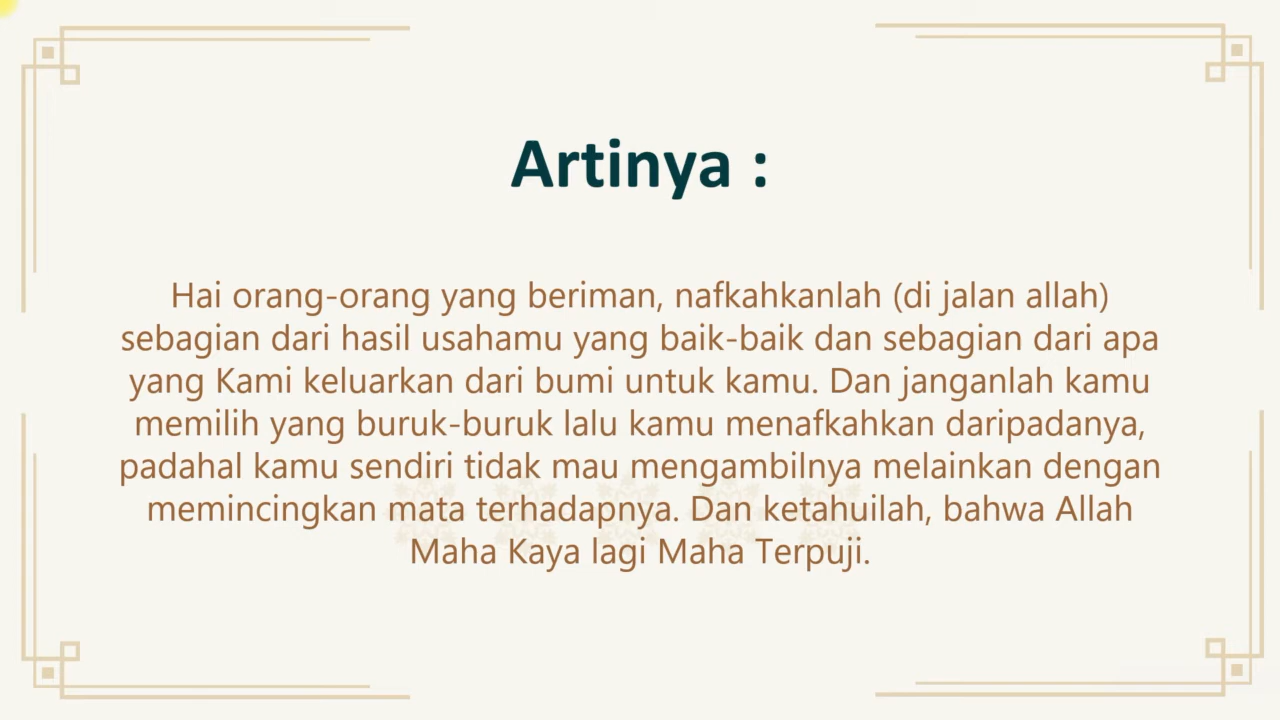 Artinya :
Hai orang-orang yang beriman, nafkahkanlah (di jalan allah)
sebagian dari hasil usahamu yang baik-baik dan sebagian dari apa
yang Kami keluarkan dari bumi untuk kamu. Dan janganlah kamu
memilih yang buruk-buruk lalu kamu menafkahkan daripadanya,
padahal kamu sendiri tidak mau mengambilnya melainkan dengan
memincingkan mata terhadapnya. Dan ketahuilah, bahwa Allah
Maha Kaya lagi Maha Terpuji.